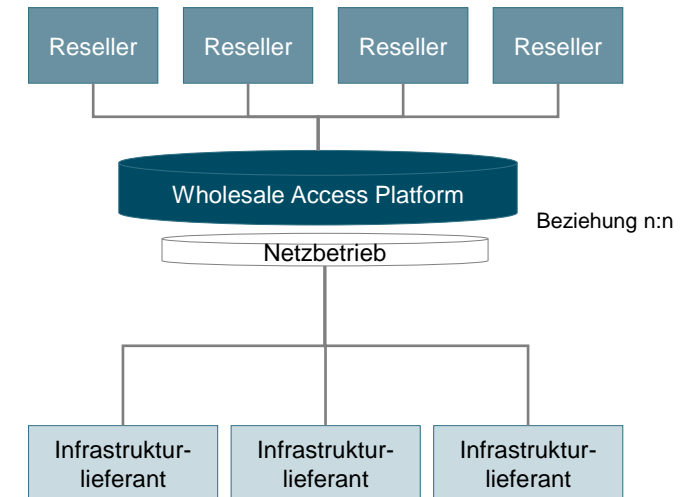 Reseller
Reseller
Reseller
Reseller
Wholesale Access Platform
Beziehung n:n
Netzbetrieb
Infrastruktur-
lieferant
Infrastruktur-
lieferant
Infrastruktur-
lieferant